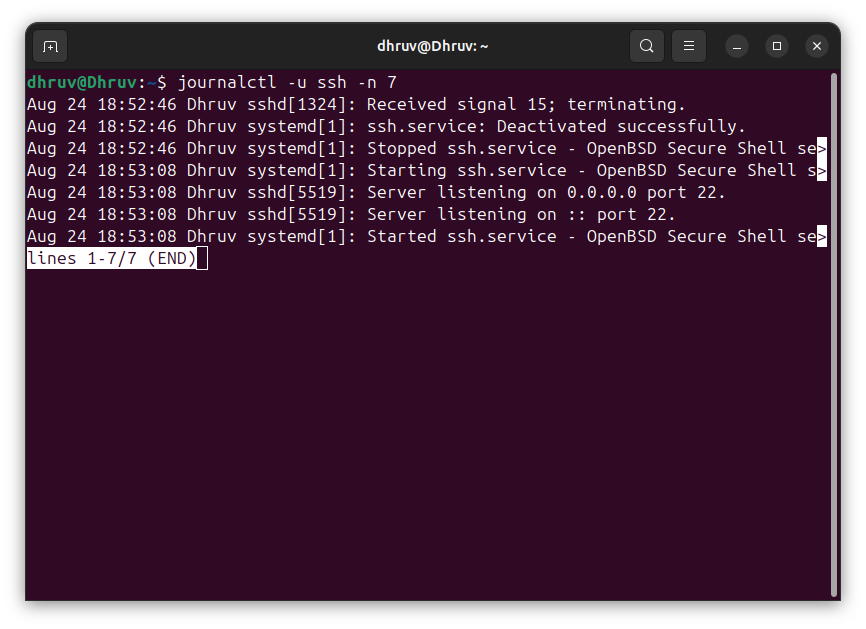 dhruv@Dhruv: ~
dhruv@Dhruv:~$ journalctl -u ssh -n 7
Aug 24 18:52:46 Dhruv sshd[1324]: Received signal 15; terminating.
Aug 24 18:52:46 Dhruv systemd[1]: ssh.service: Deactivated successfully.
Aug 24 18:52:46 Dhruv systemd[1]: Stopped ssh.service - OpenBSD Secure Shell se>
Aug 24 18:53:08 Dhruv systemd[1]: Starting ssh.service - OpenBSD Secure Shell s>
Aug 24 18:53:08 Dhruv sshd[5519]: Server listening on 0.0.0.0 port 22.
Aug 24 18:53:08 Dhruv sshd[5519]: Server listening on :: port 22.
Aug 24 18:53:08 Dhruv systemd[1]: Started ssh.service - OpenBSD Secure Shell se>
lines 1-7/7 (END)